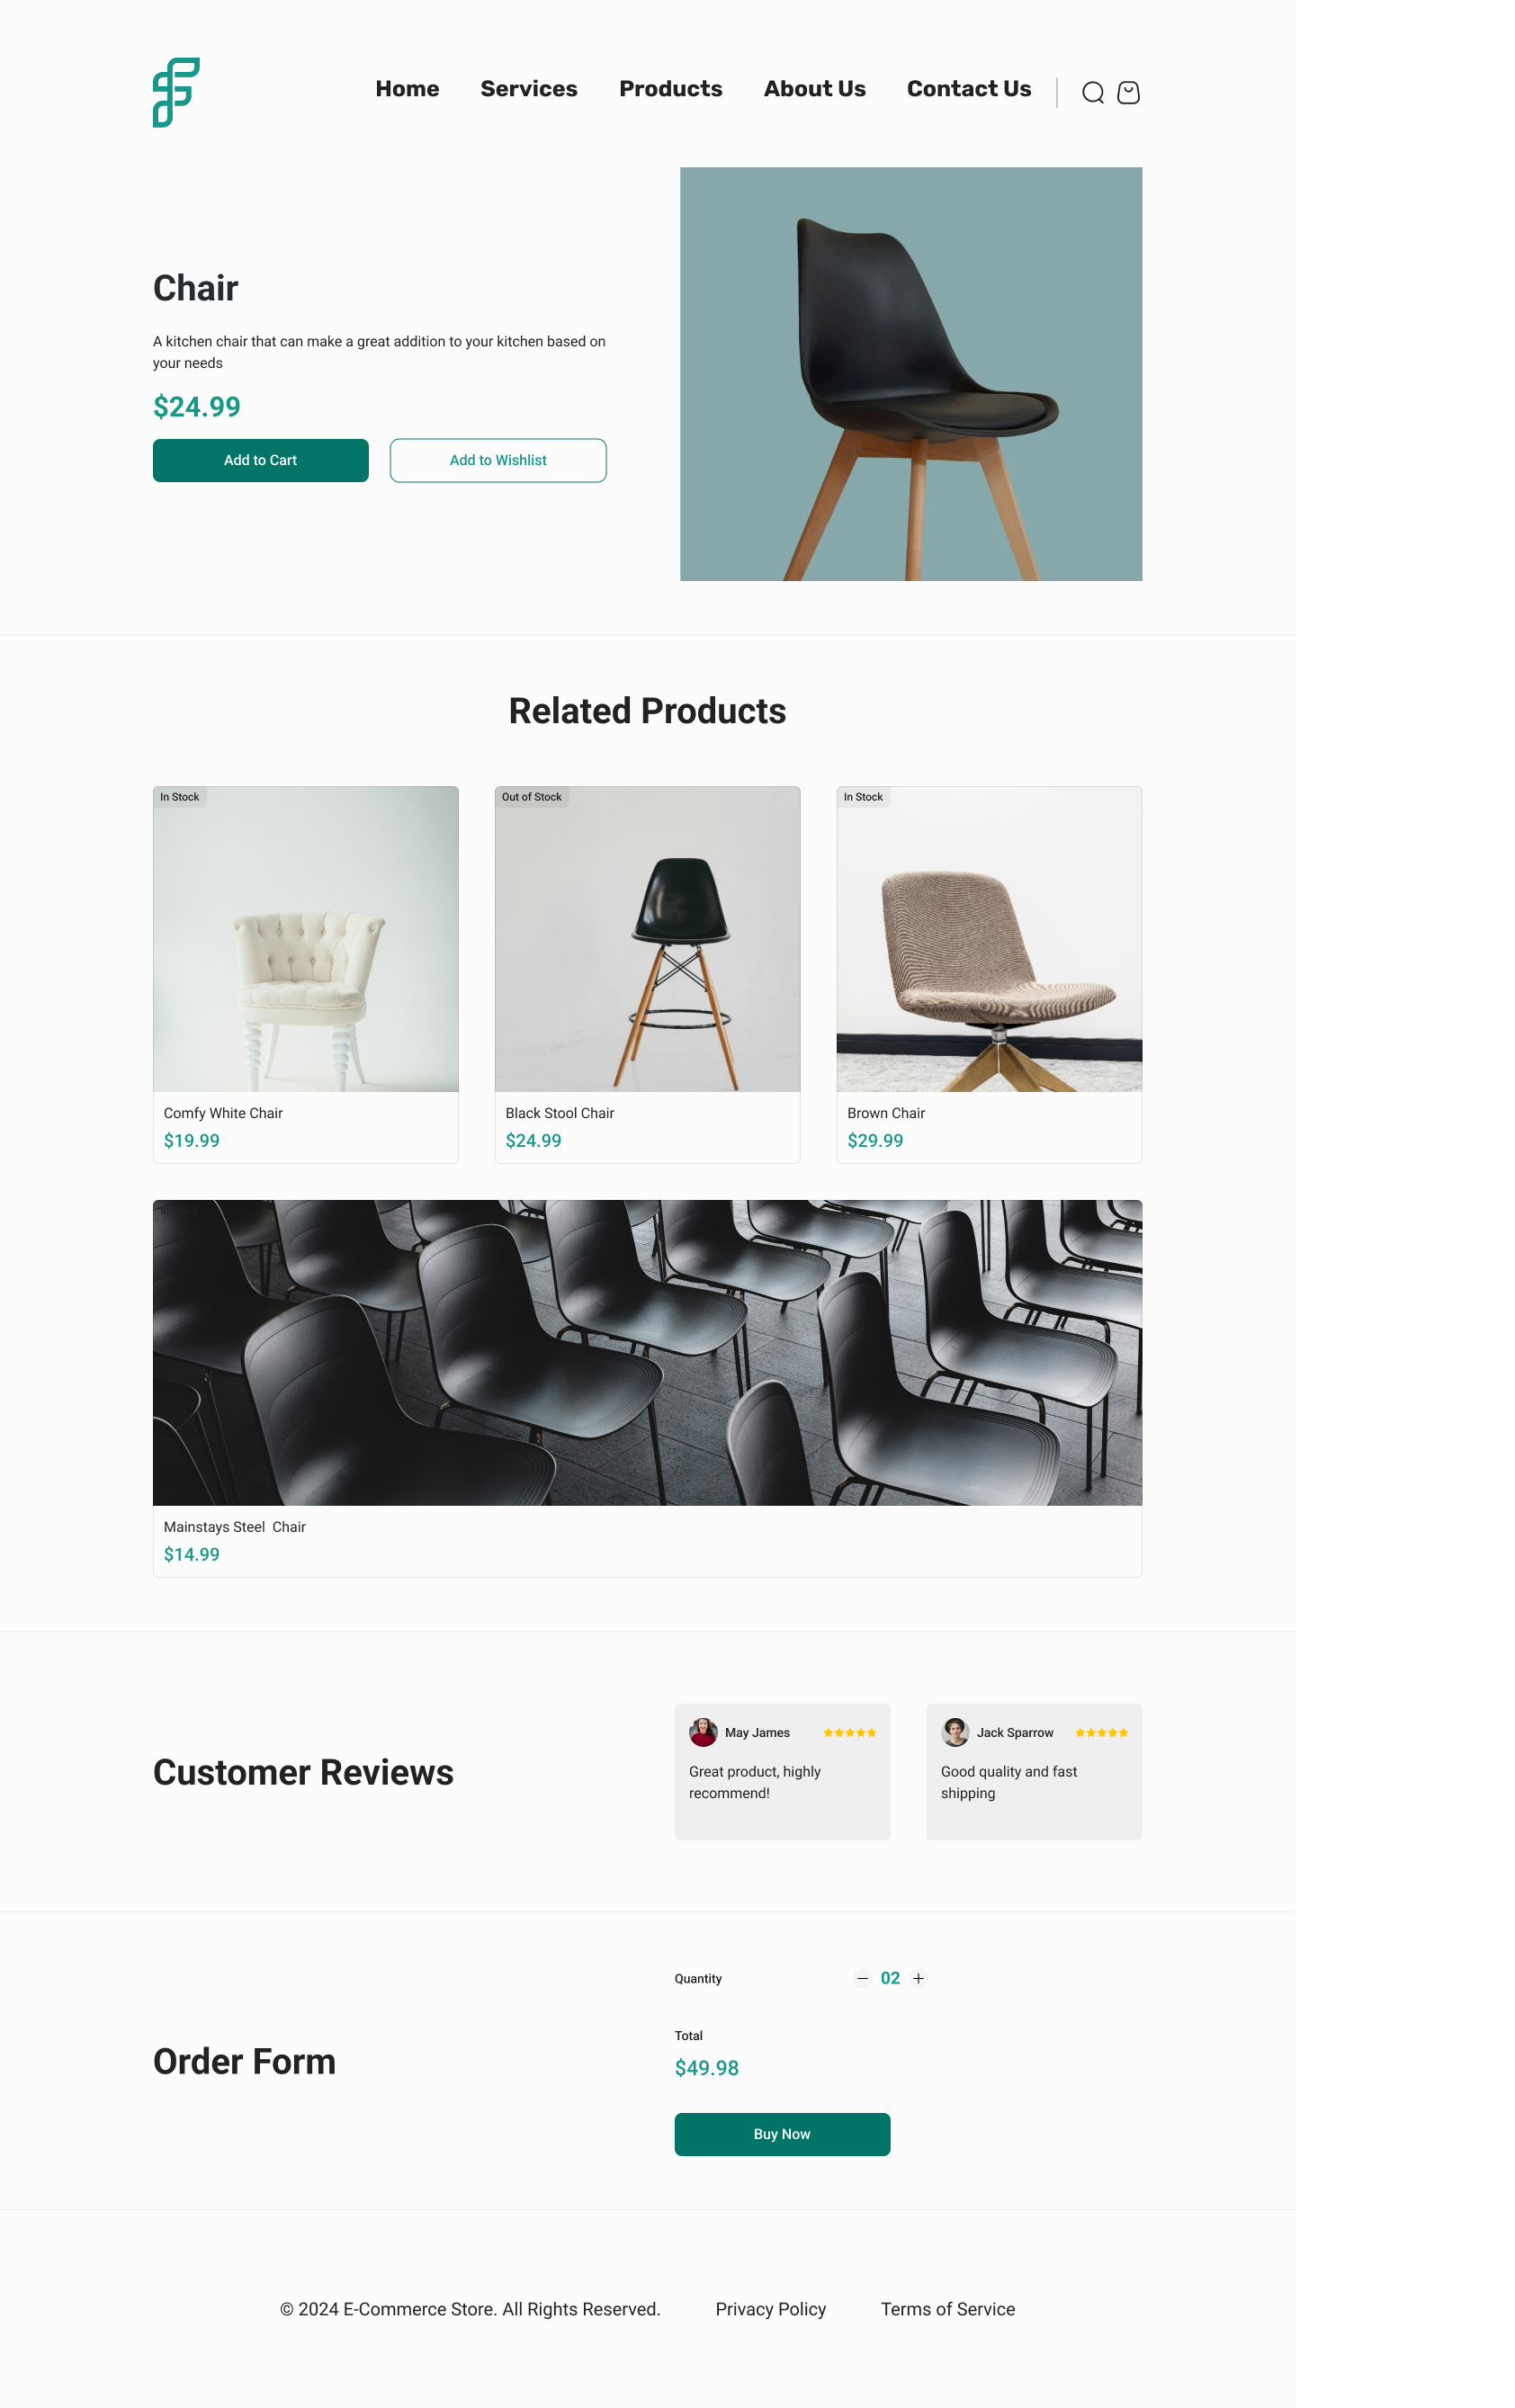 Home Services Products About Us Contact Us
Chair
A kitchen chair that can make a great addition to your kitchen based on
your needs
$24.99
Add to Cart Add to Wishlist
Related Products
In Stock
Comfy White Chair
$19.99
Out of Stock
Black Stool Chair
$24.99
In Stock
Brown Chair
$29.99
In Stock
Mainstays Steel  Chair
$14.99
Customer Reviews
May James
Great product, highly
recommend!
Jack Sparrow
Good quality and fast
shipping
Order Form
Quantity 02
Total
$49.98
Buy Now
© 2024 E-Commerce Store. All Rights Reserved. Privacy Policy Terms of Service